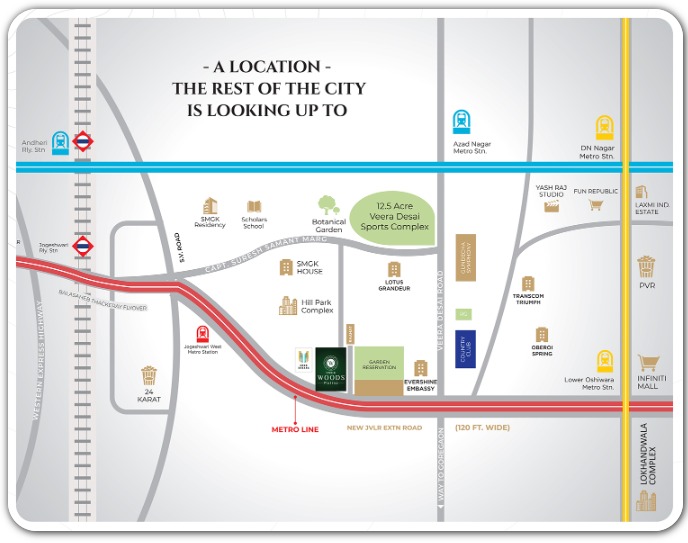 - A LOCATION -
THE REST OF THE CITY
IS LOOKING UP TO
Andheri
Rly. Stn
Azad Nagar
Metro Stn.
DN Nagar
Metro Stn.
YASH RAJ
STUDIO
FUN REPUBLIC
LAXMI IND.
ESTATE
SMGK
Residency
Scholars
School
Botanical
Garden
12.5 Acre
Veera Desai
Sports Complex
Jogeshwari
Rly. Stn
S.V. ROAD
CAPT. SURESH SAMANT MARG
SMGK
HOUSE
LOTUS
GRANDEUR
PVR
TRANSCOM
TRIUMPH
BALASAHEB THACKERAY FLYOVER
Hill Park
Complex
WESTERN EXPRESS HIGHWAY
VEERA DESAI ROAD
Jogeshwari West
Metro Station
OBEROI
SPRING
COUNTRY
CLUB
WOODS
GARDEN
RESERVATION
EVERSHINE
EMBASSY
Lower Oshiwara
Metro Stn.
INFINITI
MALL
24
KARAT
METRO LINE
NEW JVLR EXTN ROAD
(120 FT. WIDE)
WAY TO GOREGAON
LOKHANDWALA
COMPLEX